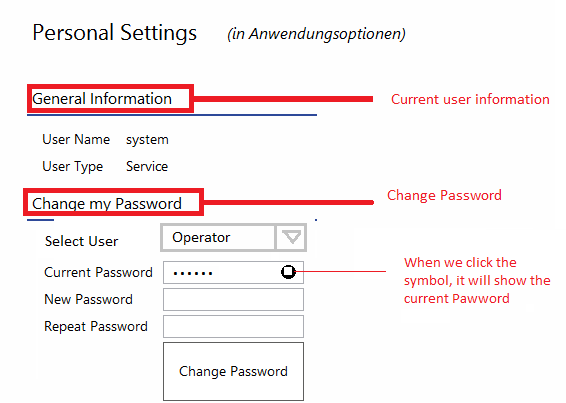 Personal Settings (in Anwendungsoptionen)
General Information
Current user information
User Name system
User Type Service
Change my Password
Change Password
Select User Operator
Current Password ••••••
When we click the
symbol, it will show the
current Pawword
New Password
Repeat Password
Change Password